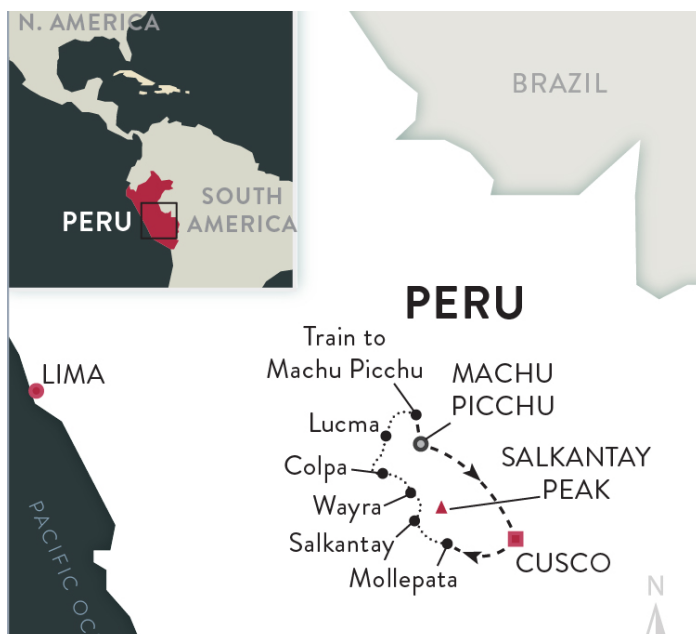 N. AMERICA
BRAZIL
SOUTH
AMERICA
PERU
PERU
Train to
Machu Picchu
MACHU
PICCHU
LIMA
Lucma
SALKANTAY
PEAK
Colpa
Wayra
Salkantay
CUSCO
Mollepata
PACIFIC OC
N